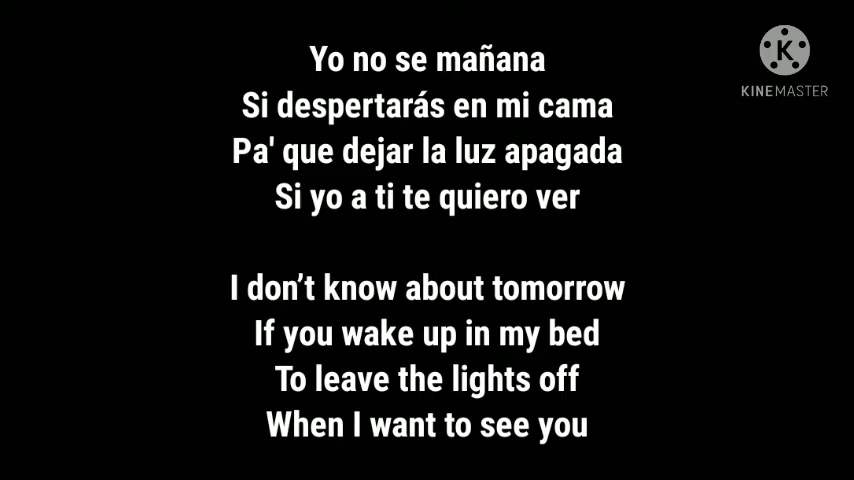 Yo no se mañana
Si despertarás en mi cama
Pa' que dejar la luz apagada
Si yo a ti te quiero ver
I don’t know about tomorrow
If you wake up in my bed
To leave the lights off
When I want to see you
K
KINEMASTER